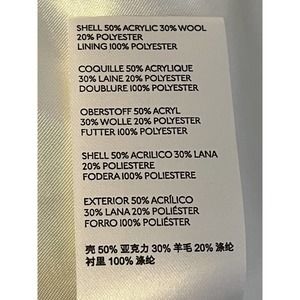 SHELL 50% ACRYLIC 30% WOOL
20% POLYESTER
LINING 100% POLYESTER
COQUILLE 50% ACRYLIQUE
30% LAINE 20% POLYESTER
DOUBLURE 100% POLYESTER
OBERSTOFF 50% ACRYL
30% WOLLE 20% POLYESTER
FUTTER 100% POLYESTER
SHELL 50% ACRILICO 30% LANA
20% POLIESTERE
FODERA 100% POLIESTERE
EXTERIOR 50% ACRÍLICO
30% LANA 20% POLIÉSTER
FORRO 100% POLIÉSTER
壳 50% 亚克力 30% 羊毛 20% 涤纶
衬里 100% 涤纶